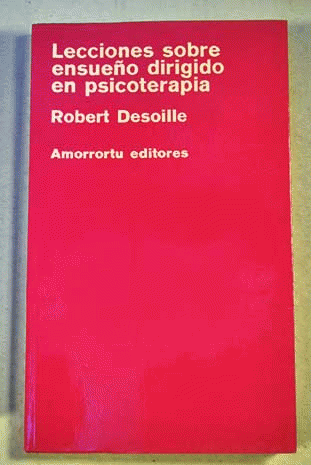 Lecciones sobre
ensueño dirigido
en psicoterapia
Robert Desoille
Amorrortu editores